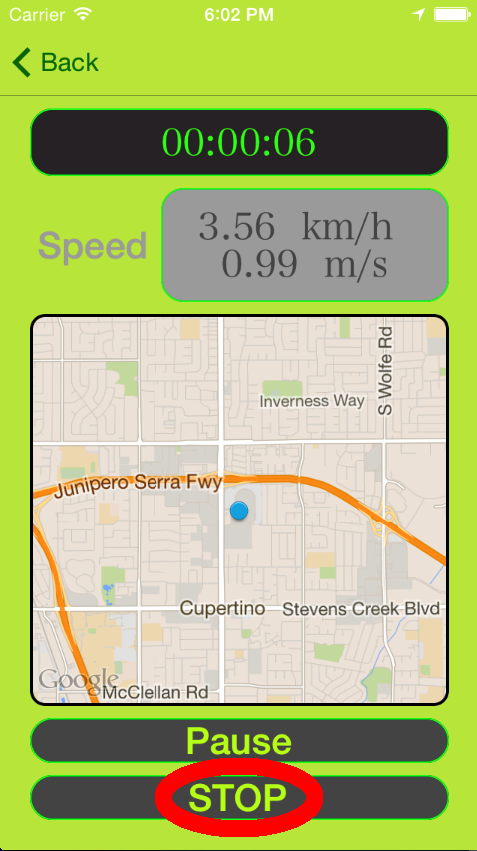 Carrier 6:02 PM
Back
00:00:06
Speed
3.56 km/h
0.99 m/s
S Wolfe Rd
Inverness Way
Junipero Serra Fwy
Cupertino
Stevens Creek Blvd
Google
McClellan Rd
Pause
STOP